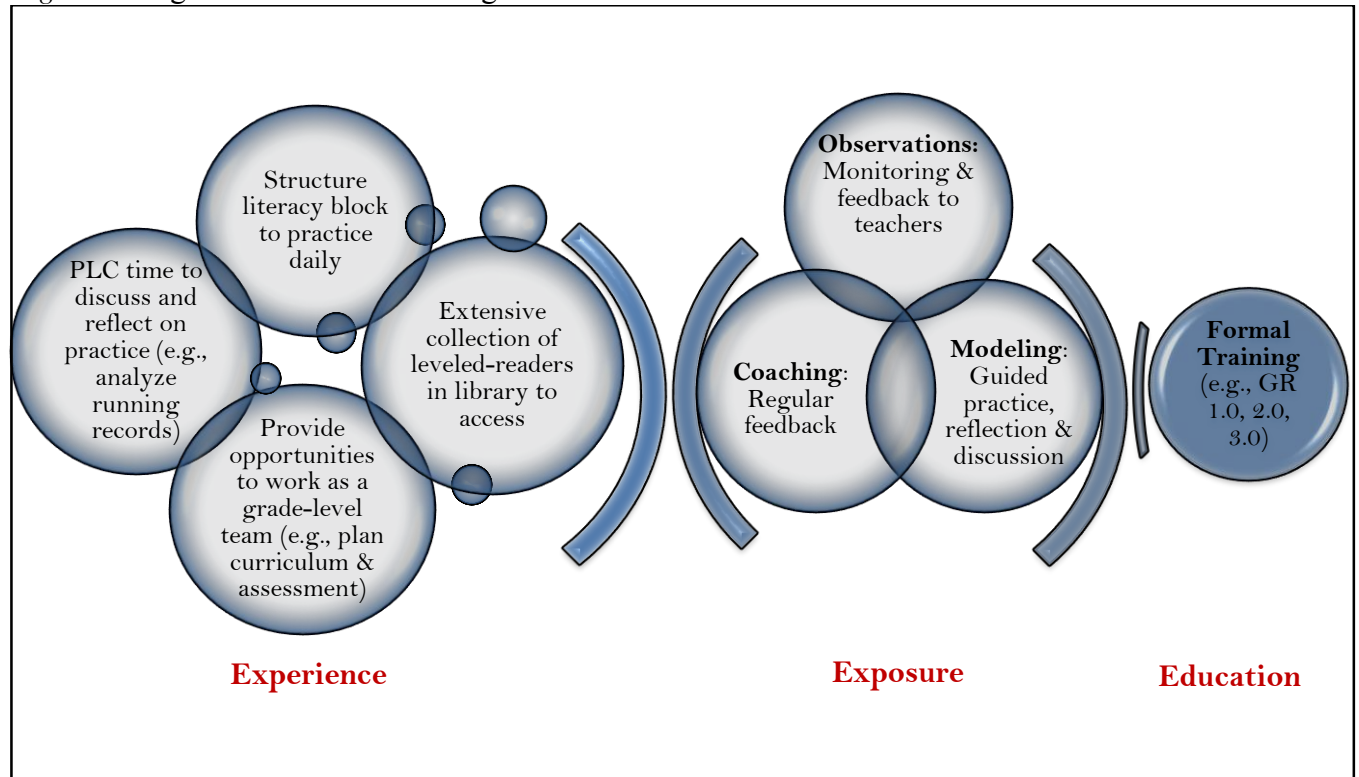 Structure
literacy block
to practice
daily
PLC time to
discuss and
reflect on
practice (e.g.,
analyze
running
records)
Extensive
collection of
leveled-readers
in library to
access
Provide
opportunities
to work as a
grade-level
team (e.g., plan
curriculum &
assessment)
Experience
Observations:
Monitoring &
feedback to
teachers
Coaching:
Regular
feedback
Modeling:
Guided
practice,
reflection &
discussion
Exposure
Formal
Training
(e.g., GR
1.0, 2.0,
3.0)
Education